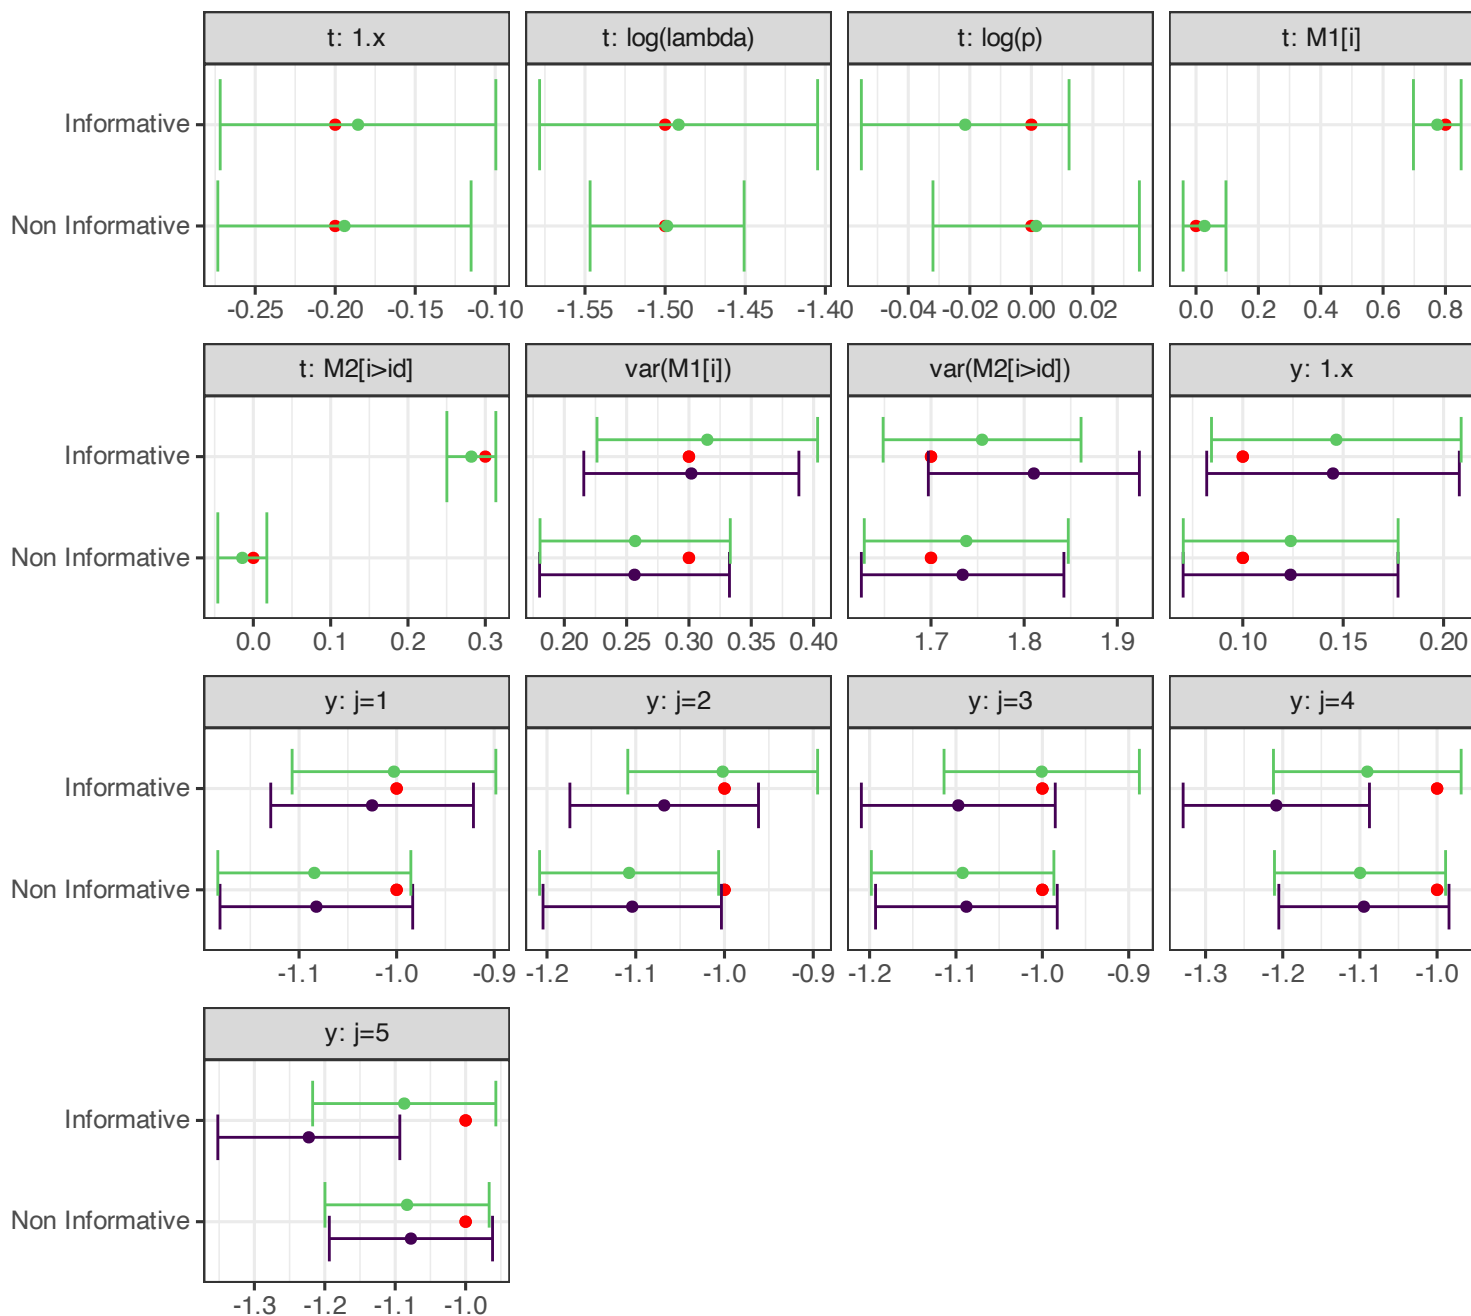 t: 1.x t: log(lambda) t: log(p) t: M1[i]
Informative
Non Informative
-0.25 -0.20 -0.15 -0.10 -1.55 -1.50 -1.45 -1.40 -0.04 -0.02 0.00 0.02 0.0 0.2 0.4 0.6 0.8
t: M2[i>id] var(M1[i]) var(M2[i>id]) y: 1.x
Informative
Non Informative
0.0 0.1 0.2 0.3 0.20 0.25 0.30 0.35 0.40 1.7 1.8 1.9 0.10 0.15 0.20
y: j=1 y: j=2 y: j=3 y: j=4
Informative
Non Informative
-1.1 -1.0 -0.9 -1.2 -1.1 -1.0 -0.9 -1.2 -1.1 -1.0 -0.9 -1.3 -1.2 -1.1 -1.0
y: j=5
Informative
Non Informative
-1.3 -1.2 -1.1 -1.0